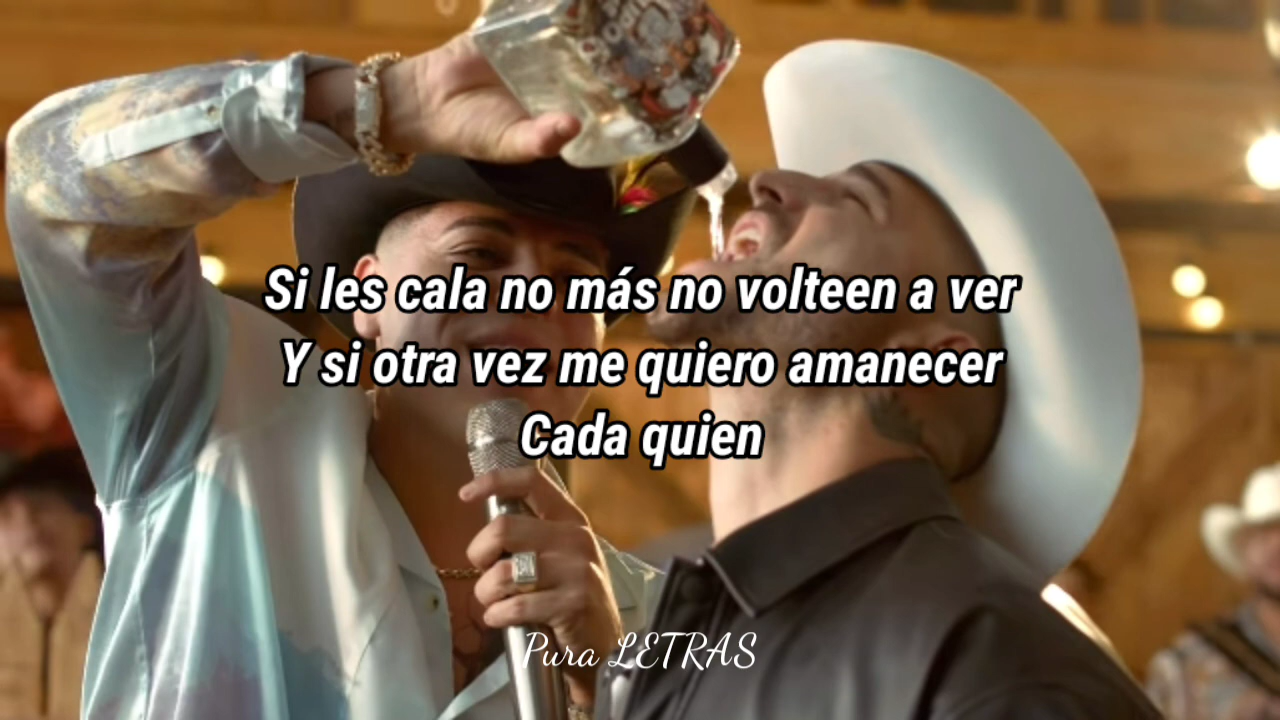 Si les cala no más no volteen a ver
Y si otra vez me quiero amanecer
Cada quien
Pura LETRAS